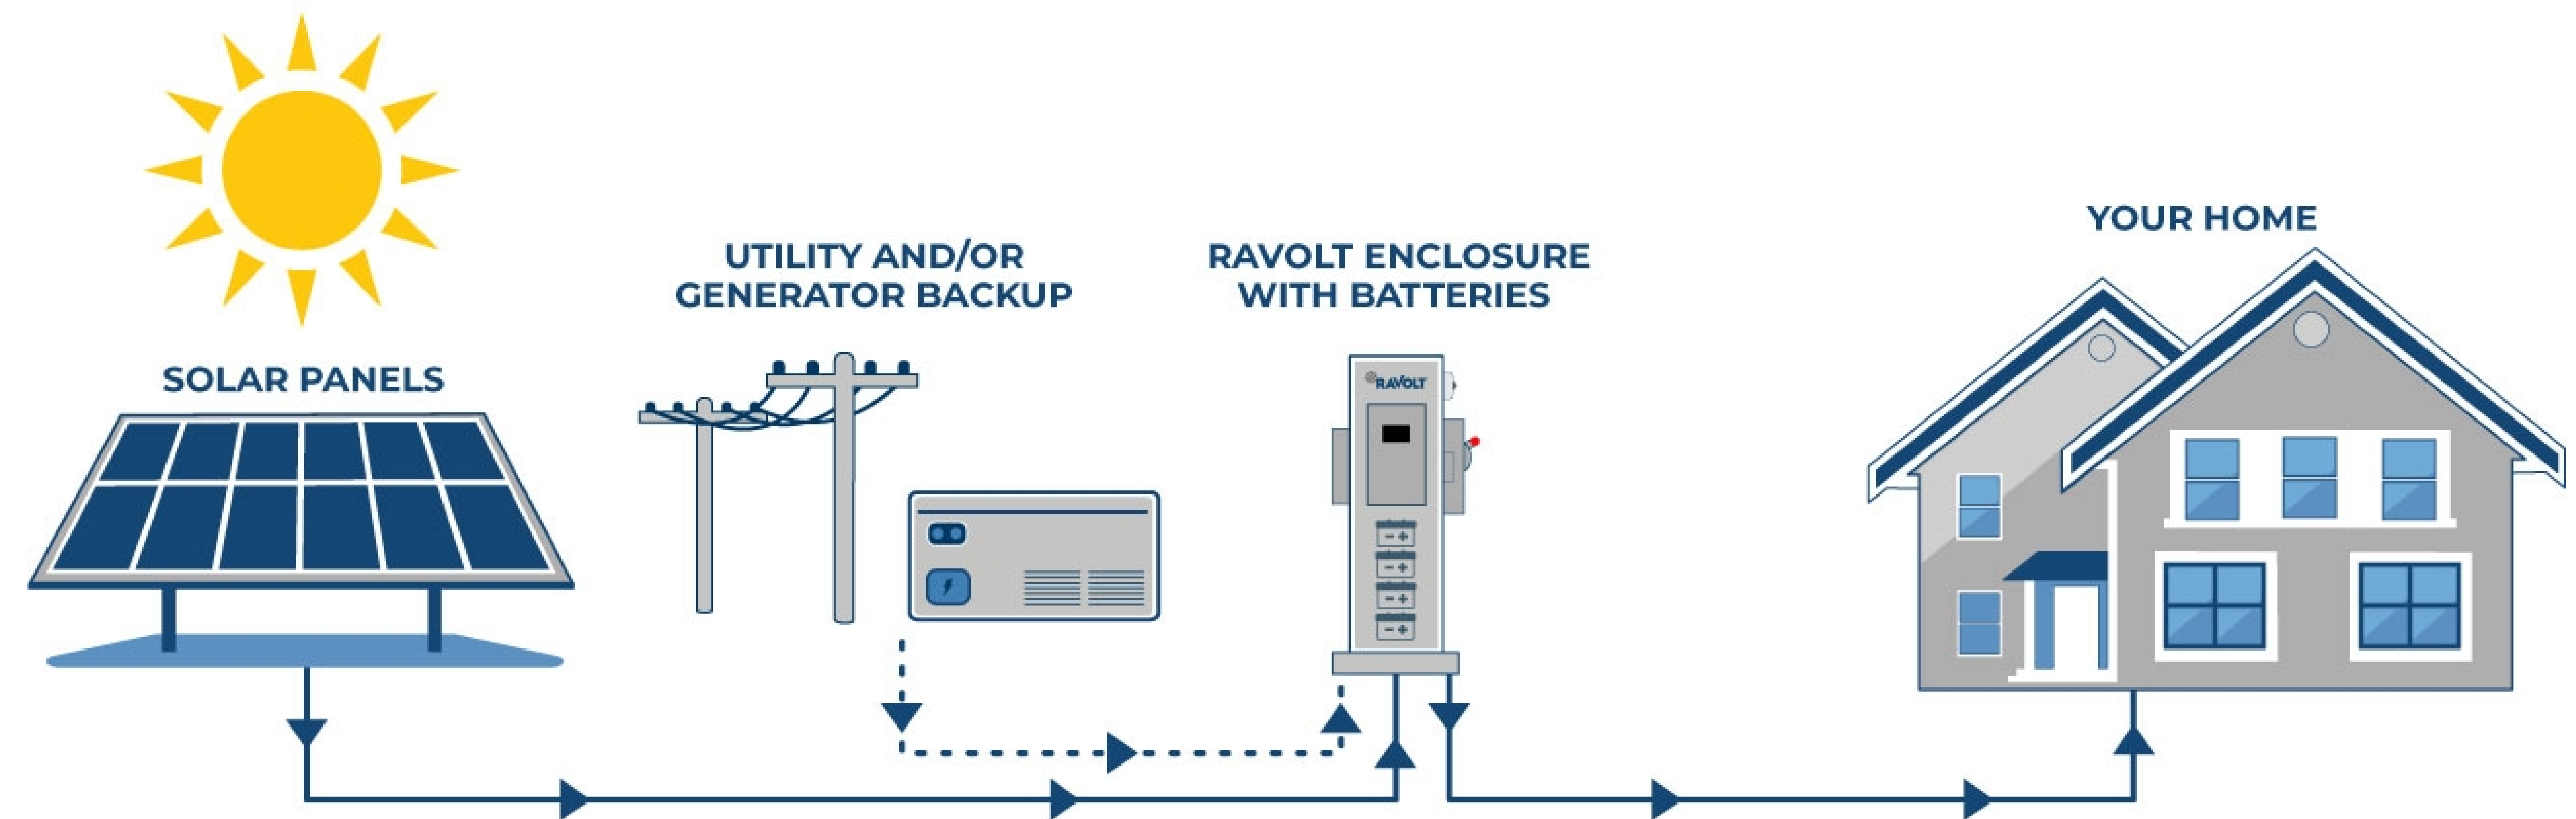 SOLAR PANELS
UTILITY AND/OR
GENERATOR BACKUP
RAVOLT ENCLOSURE
WITH BATTERIES
RAVOLT
- +
- +
- +
- +
YOUR HOME